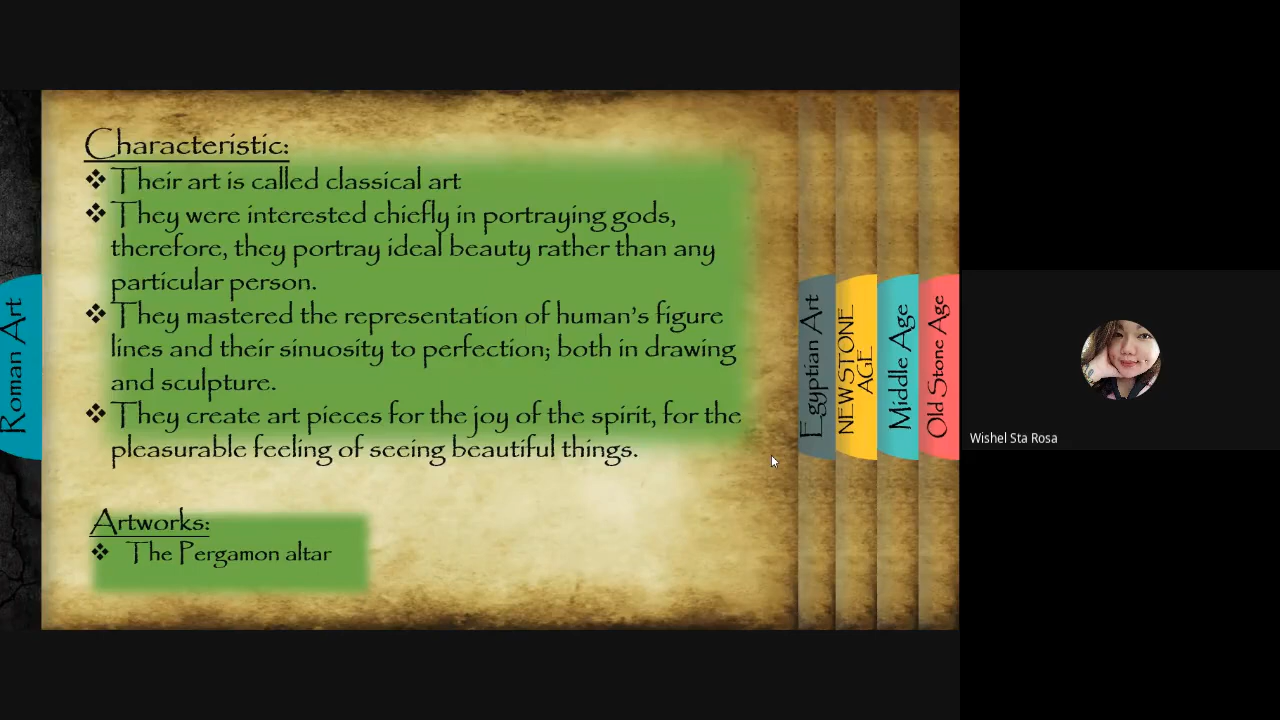 Roman Art
Characteristic:
❖ Their art is called classical art
❖ They were interested chiefly in portraying gods,
therefore, they portray ideal beauty rather than any
particular person.
❖ They mastered the representation of human’s figure
lines and their sinuosity to perfection; both in drawing
and sculpture.
❖ They create art pieces for the joy of the spirit, for the
pleasurable feeling of seeing beautiful things.
Artworks:
❖ The Pergamon altar
Egyptian Art
NEW STONE
AGE
Middle Age
Old Stone Age
Wishel Sta Rosa